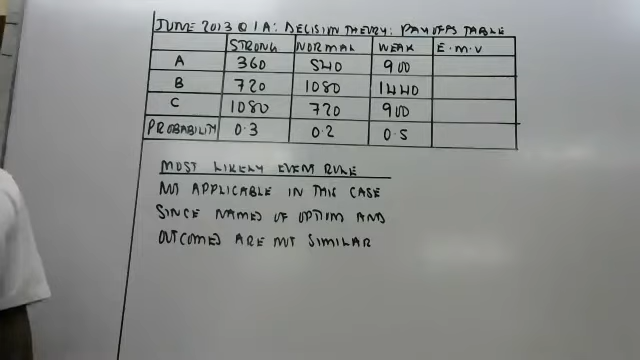 JUNE 2013 Q1A: DECISION THEORY: PAYOFFS TABLE
STRONG NORMAL WEAK E.M.V
A 360 540 900
B 720 1080 1440
C 1080 720 900
PROBABILITY 0.3 0.2 0.5
MOST LIKELY EVENT RULE
NOT APPLICABLE IN THIS CASE
SINCE NAMES OF OPTION AND
OUTCOMES ARE NOT SIMILAR